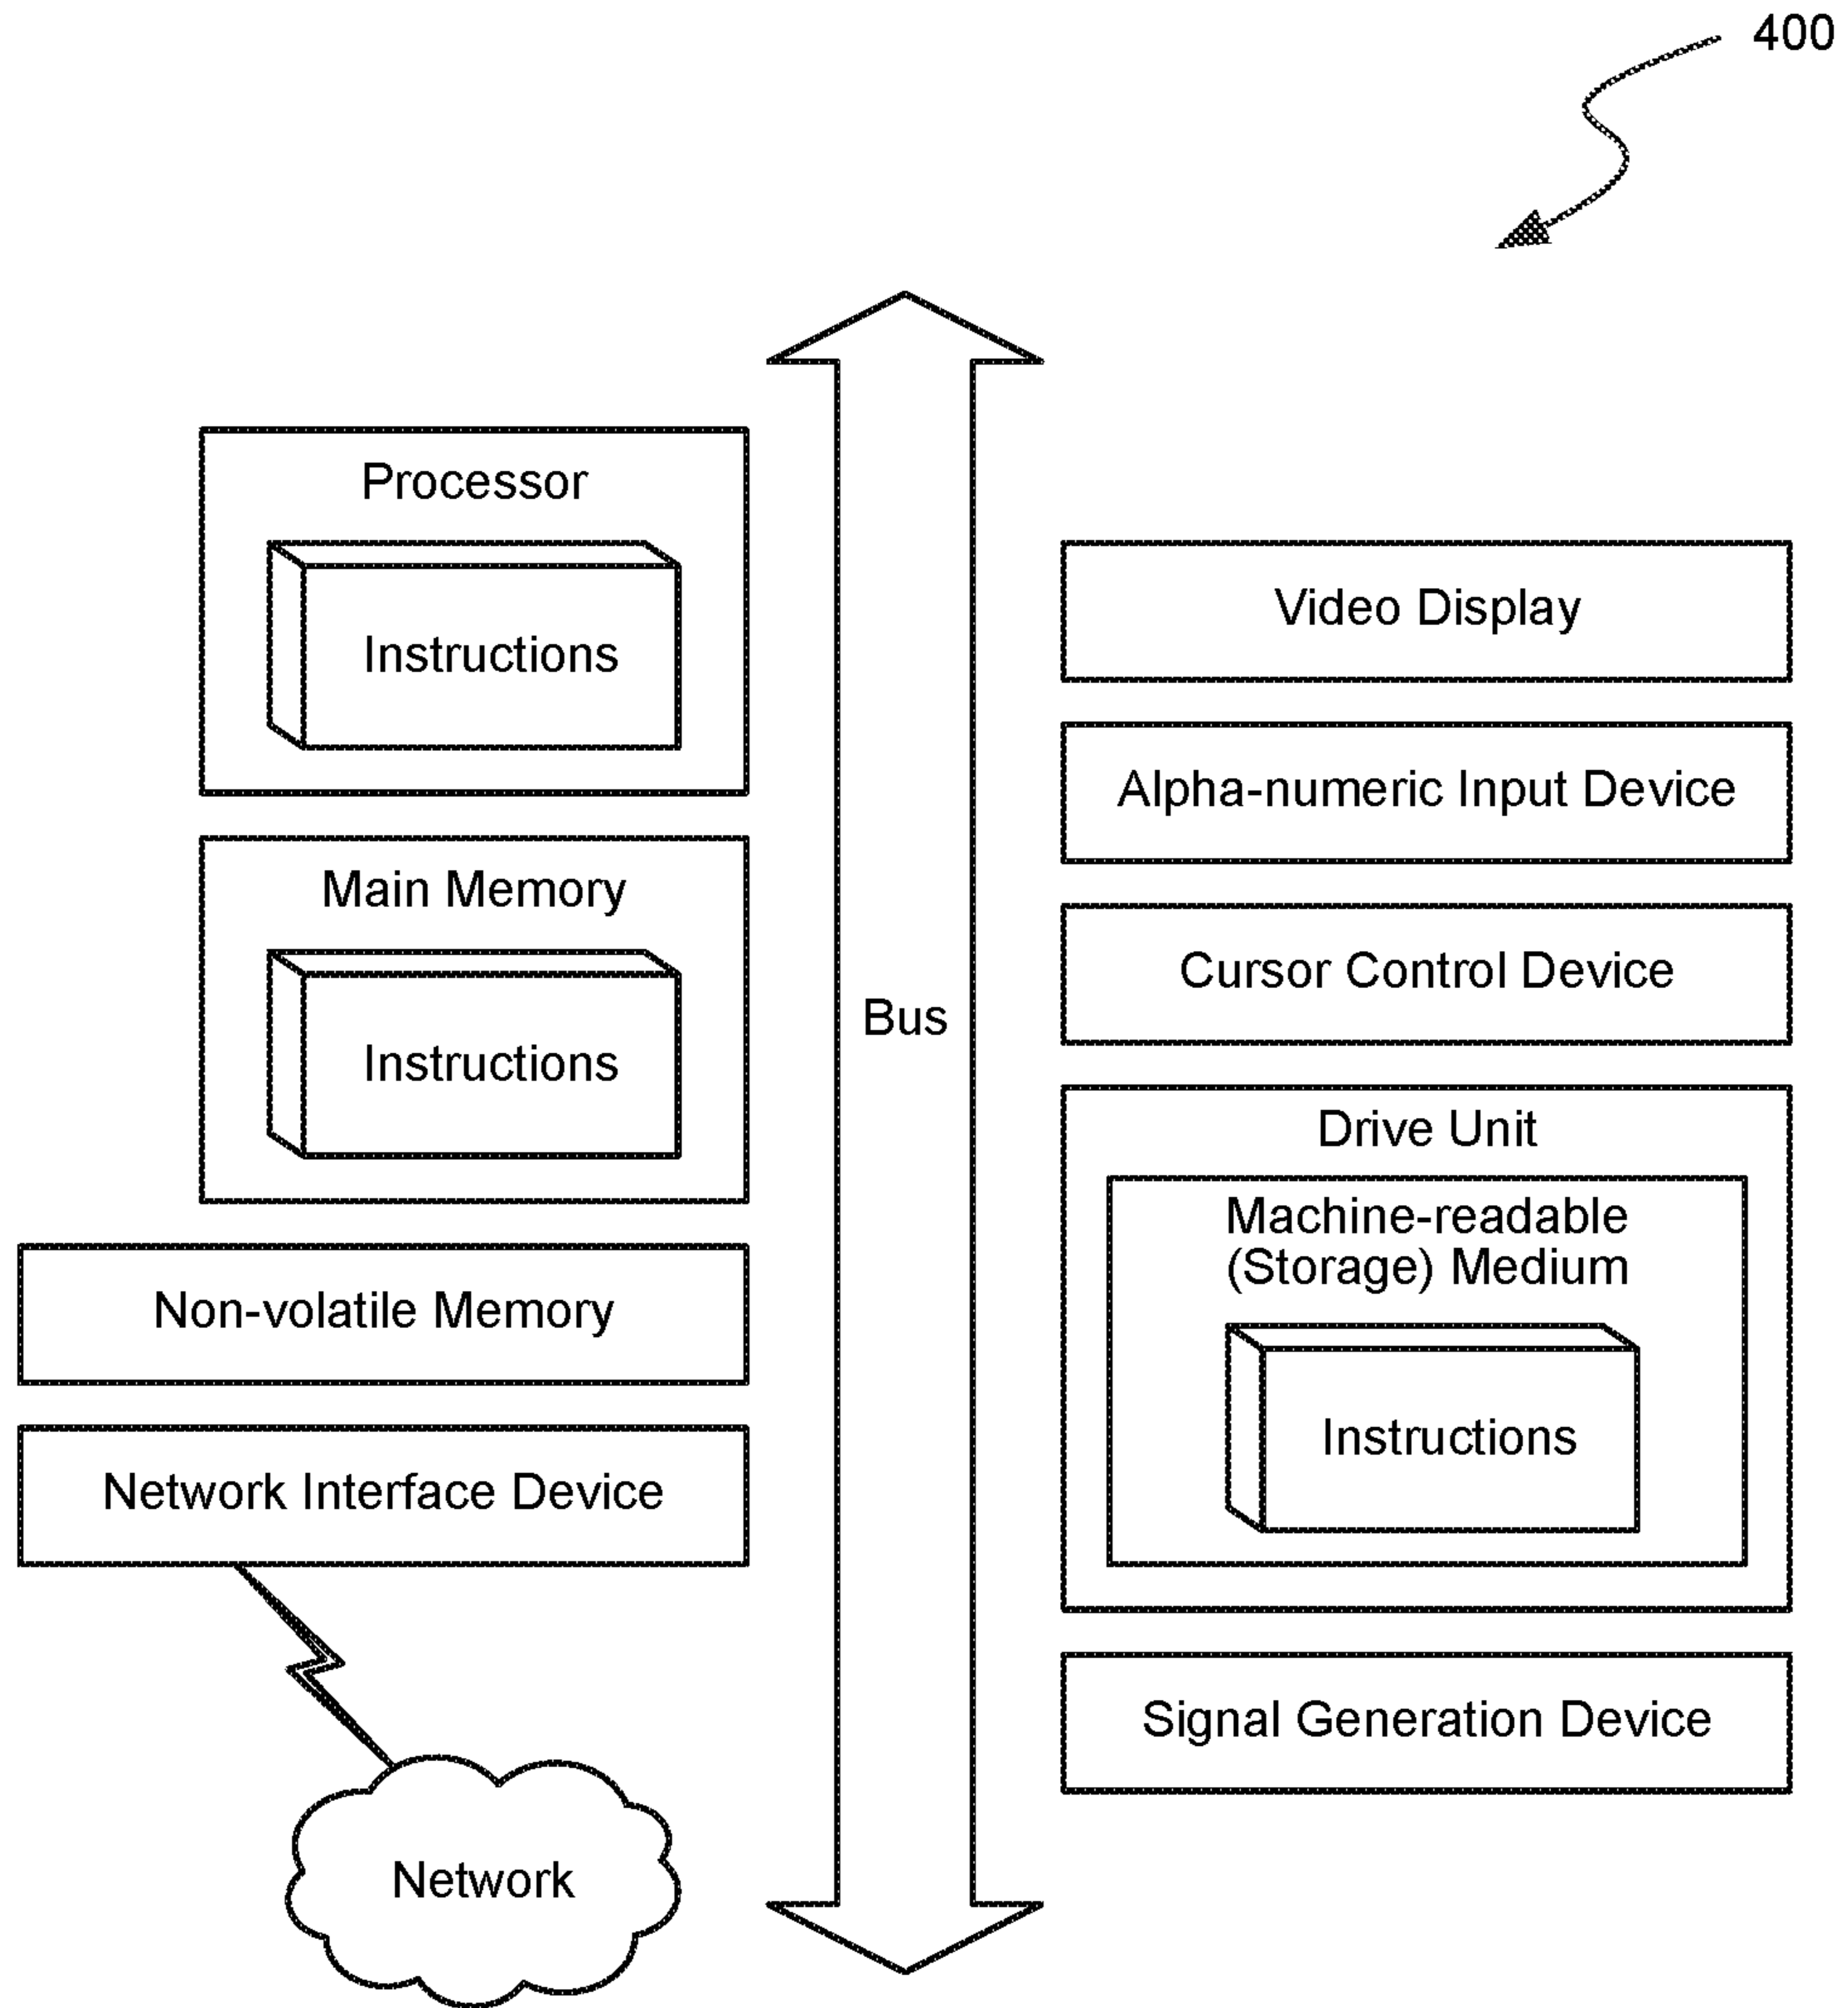 400
Processor
Instructions
Main Memory
Instructions
Non-volatile Memory
Network Interface Device
Network
Bus
Video Display
Alpha-numeric Input Device
Cursor Control Device
Drive Unit
Machine-readable
(Storage) Medium
Instructions
Signal Generation Device